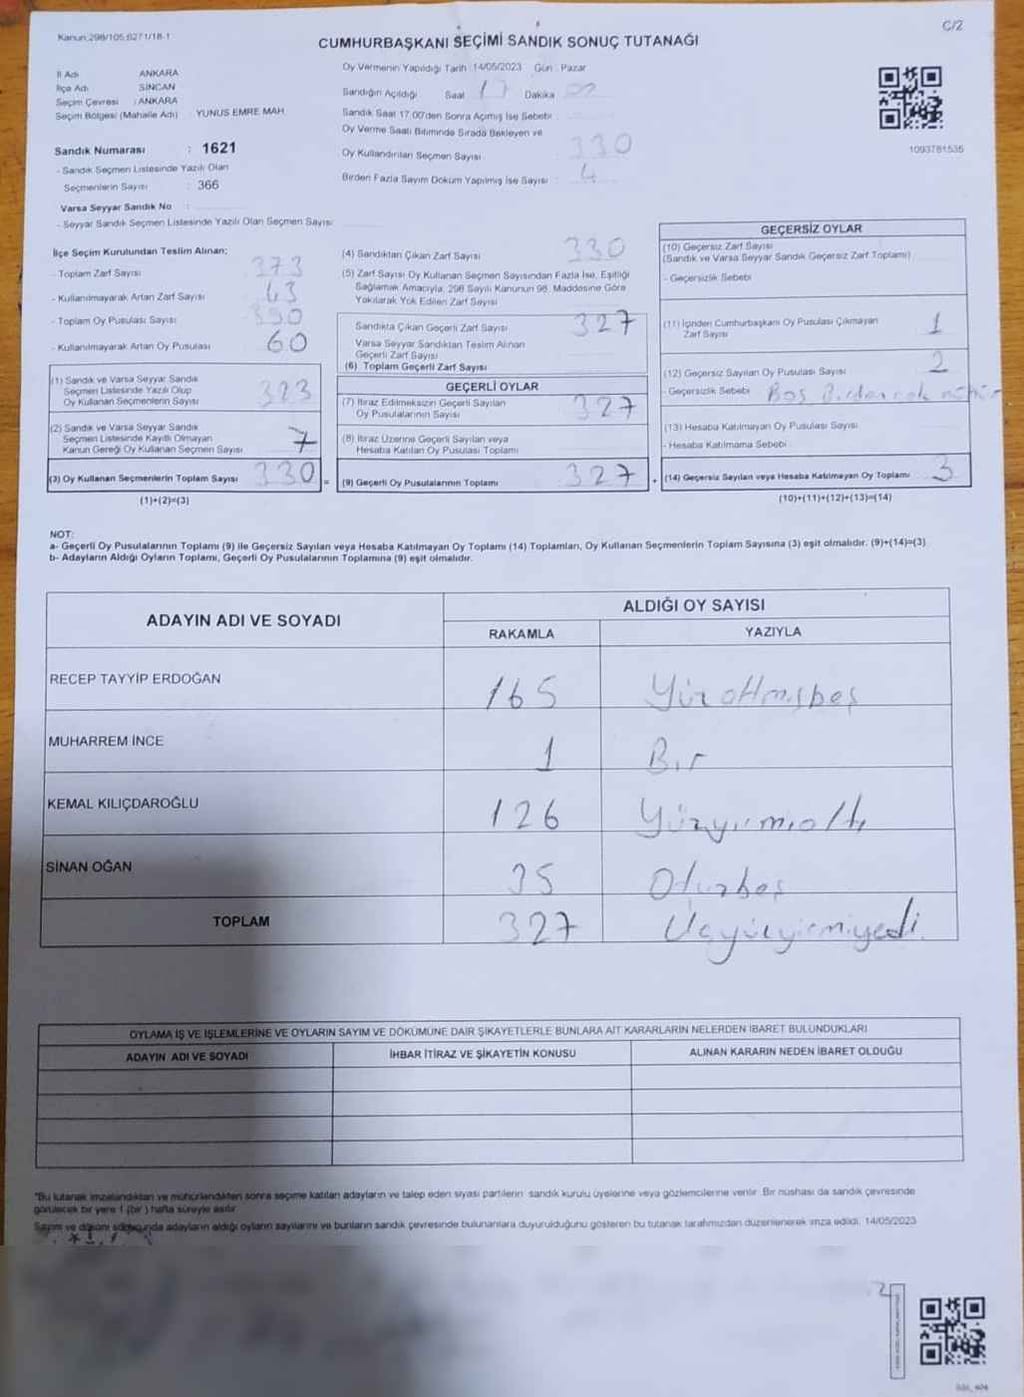 Kanun:298/105;6271/18-1
C/2
CUMHURBAŞKANI SEÇİMİ SANDIK SONUÇ TUTANAĞI
İl Adı ANKARA
İlçe Adı SİNCAN
Seçim Çevresi : ANKARA
Seçim Bölgesi (Mahalle Adı) YUNUS EMRE MAH.
Sandık Numarası : 1621
- Sandık Seçmen Listesinde Yazılı Olan
Seçmenlerin Sayısı : 366
Varsa Seyyar Sandık No :
- Seyyar Sandık Seçmen Listesinde Yazılı Olan Seçmen Sayısı
Oy Vermenin Yapıldığı Tarih : 14/05/2023 Gün : Pazar
Sandığın Açıldığı Saat 17 Dakika 00
Sandık Saat 17.00'den Sonra Açılmış İse Sebebi :
Oy Verme Saati Bitiminde Sırada Bekleyen ve
Oy Kullandırılan Seçmen Sayısı : 330
Birden Fazla Sayım Döküm Yapılmış İse Sayısı : 4
1093781535
İlçe Seçim Kurulundan Teslim Alınan;
- Toplam Zarf Sayısı 373
- Kullanılmayarak Artan Zarf Sayısı 43
- Toplam Oy Pusulası Sayısı 390
- Kullanılmayarak Artan Oy Pusulası 60
(1) Sandık ve Varsa Seyyar Sandık
Seçmen Listesinde Yazılı Olup
Oy Kullanan Seçmenlerin Sayısı 323
(2) Sandık ve Varsa Seyyar Sandık
Seçmen Listesinde Kayıtlı Olmayan
Kanun Gereği Oy Kullanan Seçmen Sayısı 7
(3) Oy Kullanan Seçmenlerin Toplam Sayısı 330 =
(1)+(2)=(3)
(4) Sandıktan Çıkan Zarf Sayısı 330
(5) Zarf Sayısı Oy Kullanan Seçmen Sayısından Fazla İse, Eşitliği
Sağlamak Amacıyla, 298 Sayılı Kanunun 98. Maddesine Göre
Yakılarak Yok Edilen Zarf Sayısı
Sandıkta Çıkan Geçerli Zarf Sayısı 327
Varsa Seyyar Sandıktan Teslim Alınan
Geçerli Zarf Sayısı
(6) Toplam Geçerli Zarf Sayısı
GEÇERLİ OYLAR
(7) İtiraz Edilmeksizin Geçerli Sayılan
Oy Pusulalarının Sayısı 327
(8) İtiraz Üzerine Geçerli Sayılan veya
Hesaba Katılan Oy Pusulası Toplamı
(9) Geçerli Oy Pusulalarının Toplamı 327 +
GEÇERSİZ OYLAR
(10) Geçersiz Zarf Sayısı
(Sandık ve Varsa Seyyar Sandık Geçersiz Zarf Toplamı)
- Geçersizlik Sebebi
(11) İçinden Cumhurbaşkanı Oy Pusulası Çıkmayan
Zarf Sayısı 1
(12) Geçersiz Sayılan Oy Pusulası Sayısı 2
- Geçersizlik Sebebi Boş Birden çok mühür
(13) Hesaba Katılmayan Oy Pusulası Sayısı
- Hesaba Katılmama Sebebi
(14) Geçersiz Sayılan veya Hesaba Katılmayan Oy Toplamı 3
(10)+(11)+(12)+(13)=(14)
NOT:
a- Geçerli Oy Pusulalarının Toplamı (9) ile Geçersiz Sayılan veya Hesaba Katılmayan Oy Toplamı (14) Toplamları, Oy Kullanan Seçmenlerin Toplam Sayısına (3) eşit olmalıdır. (9)+(14)=(3)
b- Adayların Aldığı Oyların Toplamı, Geçerli Oy Pusulalarının Toplamına (9) eşit olmalıdır.
ADAYIN ADI VE SOYADI ALDIĞI OY SAYISI
RAKAMLA YAZIYLA
RECEP TAYYİP ERDOĞAN 165 Yüzaltmışbeş
MUHARREM İNCE 1 Bir
KEMAL KILIÇDAROĞLU 126 Yüzyirmialtı
SİNAN OĞAN 35 Otuzbeş
TOPLAM 327 Üçyüzyirmiyedi
OYLAMA İŞ VE İŞLEMLERİNE VE OYLARIN SAYIM VE DÖKÜMÜNE DAİR ŞİKAYETLERLE BUNLARA AİT KARARLARIN NELERDEN İBARET BULUNDUKLARI
ADAYIN ADI VE SOYADI İHBAR İTİRAZ VE ŞİKAYETİN KONUSU ALINAN KARARIN NEDEN İBARET OLDUĞU
"Bu tutanak imzalandıktan ve mühürlendikten sonra seçime katılan adayların ve talep eden siyasi partilerin sandık kurulu üyelerine veya gözlemcilerine verilir. Bir nüshası da sandık çevresinde
görülecek bir yere 1 (bir) hafta süreyle asılır.
Sayım ve döküm sonucunda adayların aldığı oyların sayılarını ve bunların sandık çevresinde bulunanlara duyurulduğunu gösteren bu tutanak tarafımızdan düzenlenerek imza edildi. 14/05/2023